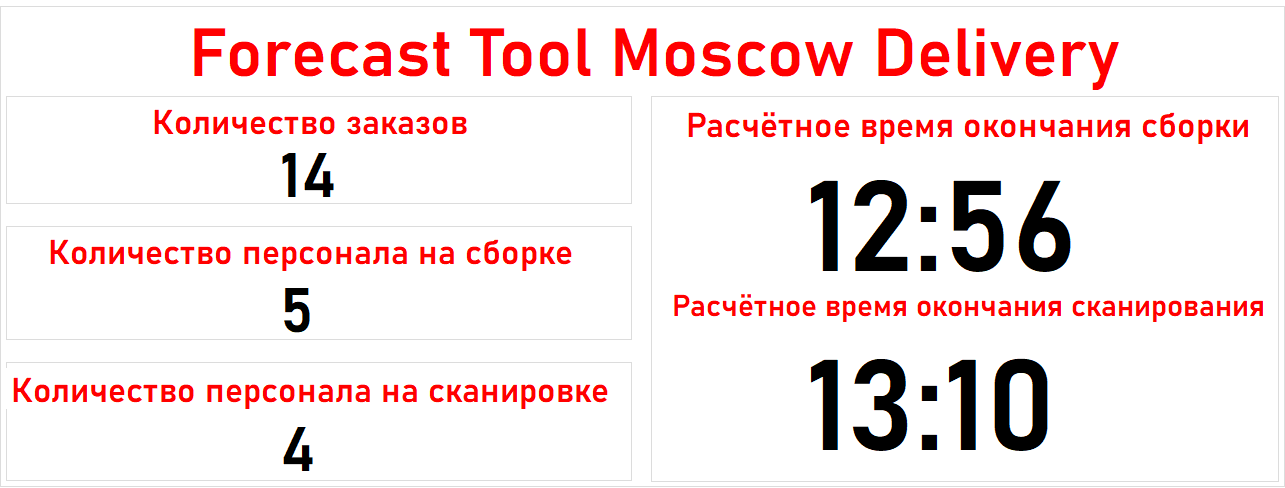 Forecast Tool Moscow Delivery
Количество заказов
14
Количество персонала на сборке
5
Количество персонала на сканировке
4
Расчётное время окончания сборки
12:56
Расчётное время окончания сканирования
13:10